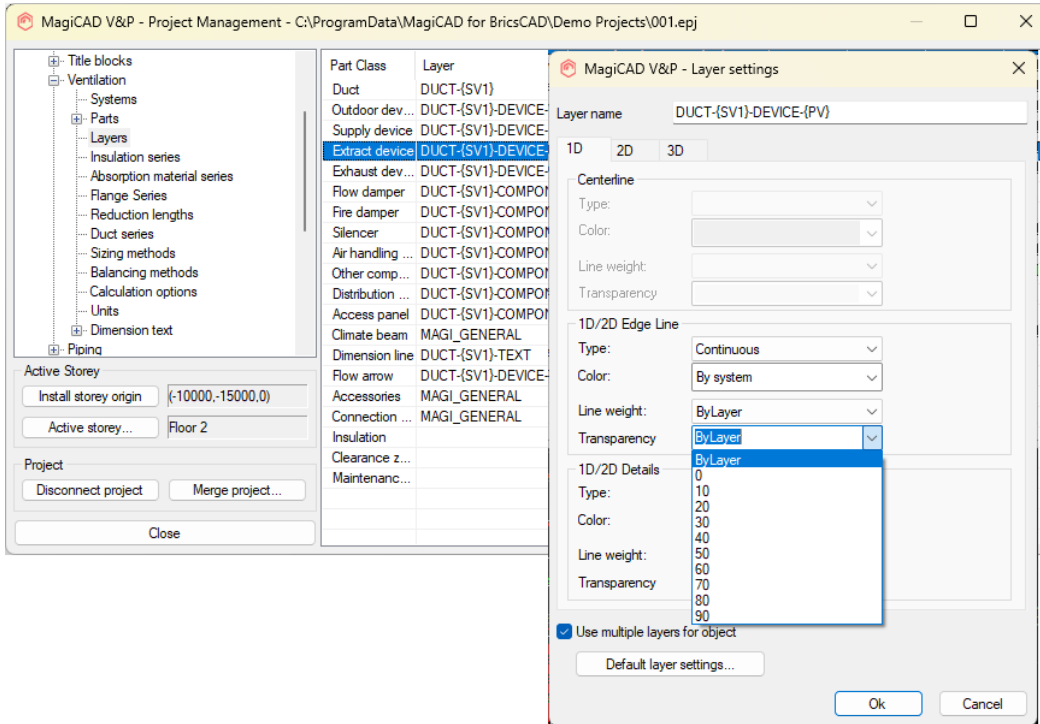 MagiCAD V&P - Project Management - C:\ProgramData\MagiCAD for BricsCAD\Demo Projects\001.epj
Title blocks
Ventilation
Systems
Parts
Layers
Insulation series
Absorption material series
Flange Series
Reduction lengths
Duct series
Sizing methods
Balancing methods
Calculation options
Units
Dimension text
Piping
Active Storey
Install storey origin (-10000,-15000,0)
Active storey... Floor 2
Project
Disconnect project Merge project...
Close
Part Class Layer
Duct DUCT-{SV1}
Outdoor dev... DUCT-{SV1}-DEVICE-
Supply device DUCT-{SV1}-DEVICE-
Extract device DUCT-{SV1}-DEVICE-
Exhaust dev... DUCT-{SV1}-DEVICE-
Flow damper DUCT-{SV1}-COMPON
Fire damper DUCT-{SV1}-COMPON
Silencer DUCT-{SV1}-COMPON
Air handling ... DUCT-{SV1}-COMPON
Other comp... DUCT-{SV1}-COMPON
Distribution ... DUCT-{SV1}-COMPON
Access panel DUCT-{SV1}-COMPON
Climate beam MAGI_GENERAL
Dimension line DUCT-{SV1}-TEXT
Flow arrow DUCT-{SV1}-DEVICE-
Accessories MAGI_GENERAL
Connection ... MAGI_GENERAL
Insulation
Clearance z...
Maintenanc...
MagiCAD V&P - Layer settings
Layer name DUCT-{SV1}-DEVICE-{PV}
1D 2D 3D
Centerline
Type:
Color:
Line weight:
Transparency
1D/2D Edge Line
Type: Continuous
Color: By system
Line weight: ByLayer
Transparency ByLayer
ByLayer
0
10
20
30
40
50
60
70
80
90
1D/2D Details
Type:
Color:
Line weight:
Transparency
Use multiple layers for object
Default layer settings...
Ok Cancel